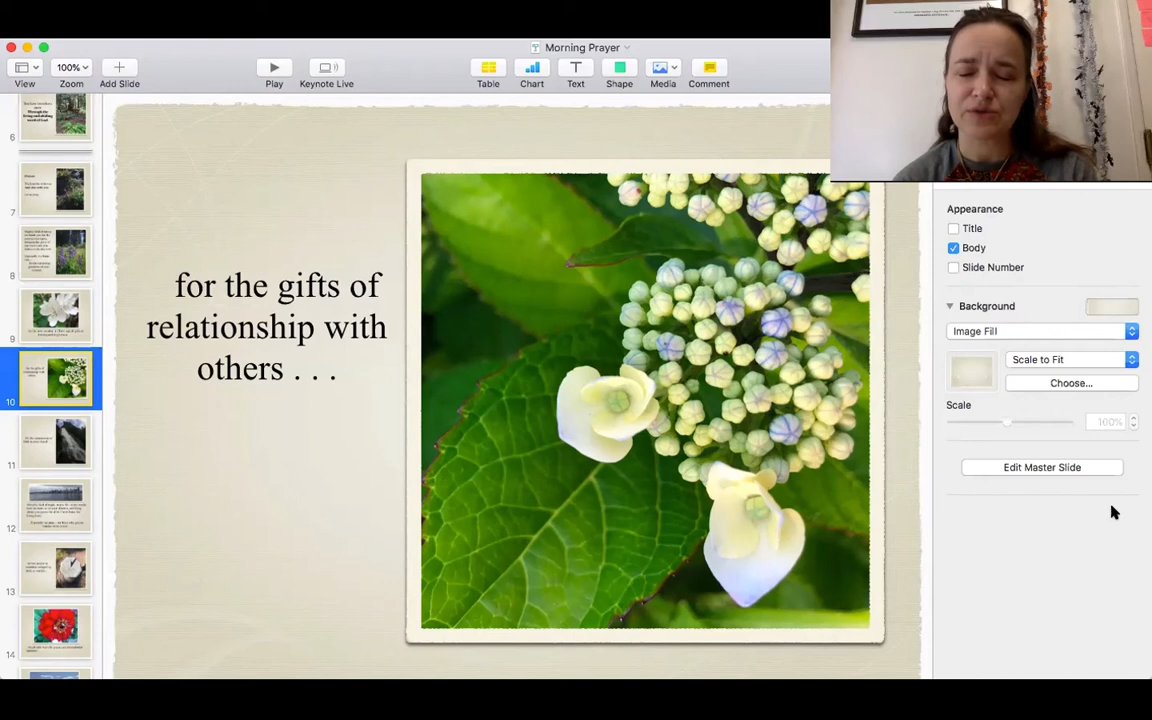 Morning Prayer
100%
View
Zoom
Add Slide
Play
Keynote Live
Table
Chart
Text
Shape
Media
Comment
6
7
8
9
10
11
12
13
14
for the gifts of
relationship with
others . . .
Appearance
Title
Body
Slide Number
Background
Image Fill
Scale to Fit
Choose...
Scale
100%
Edit Master Slide